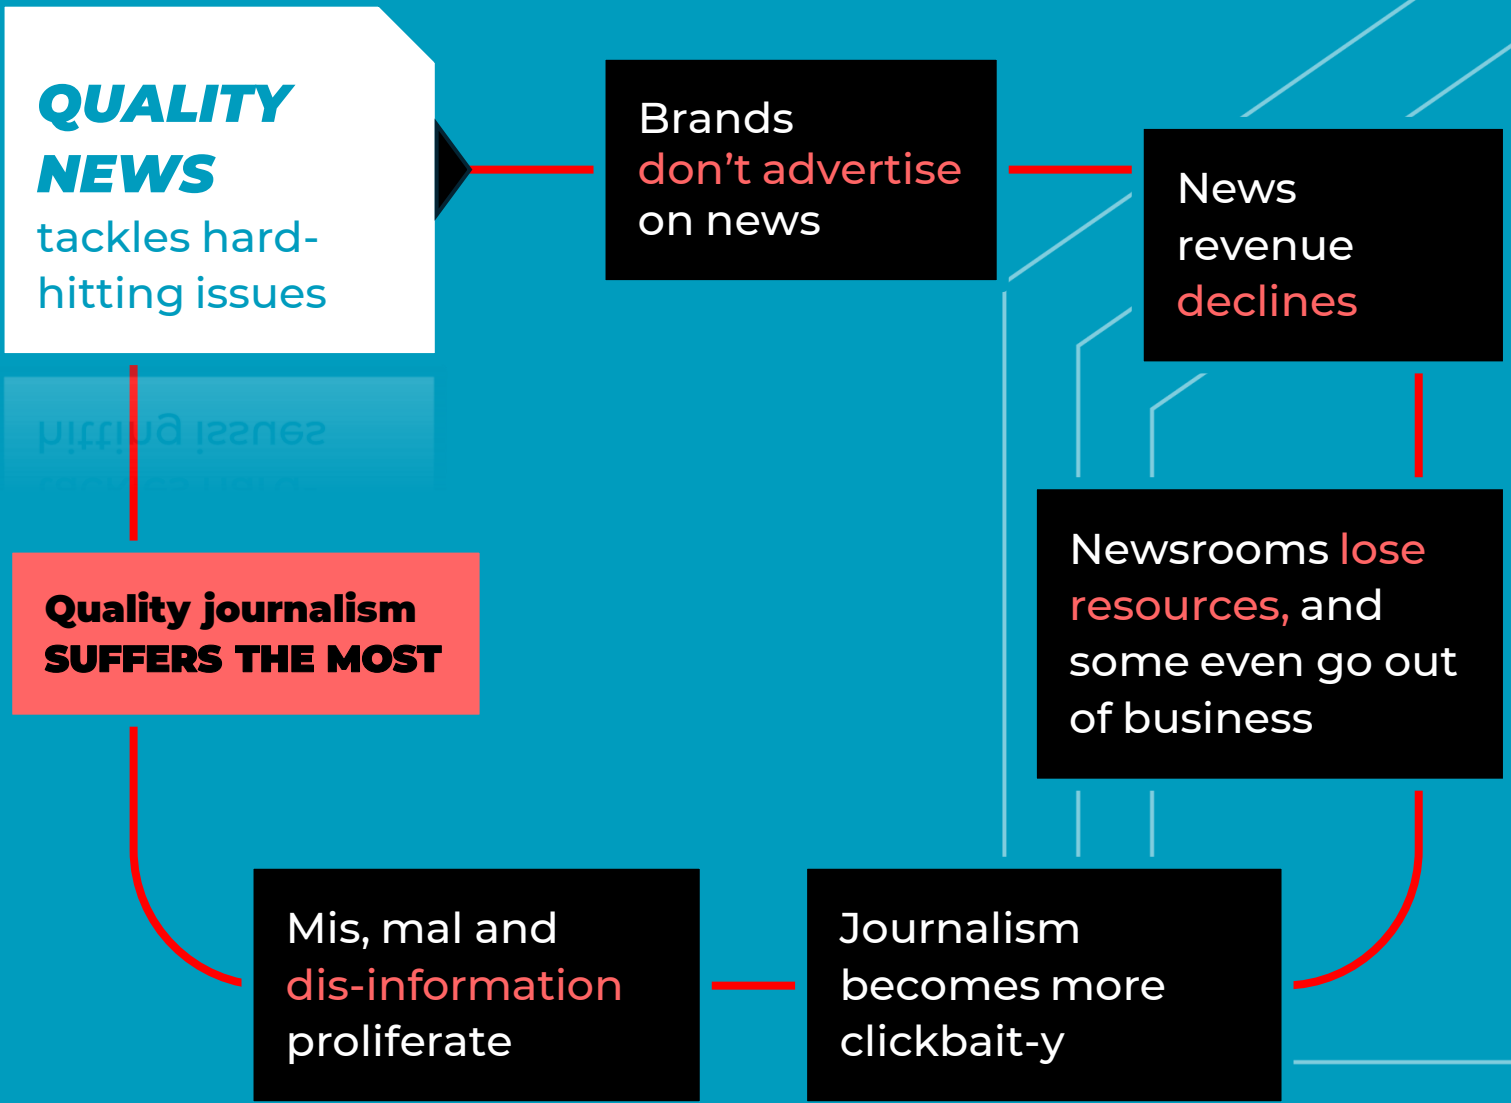 QUALITY
NEWS
tackles hard-
hitting issues
Brands
don’t advertise
on news
News
revenue
declines
Newsrooms lose
resources, and
some even go out
of business
Journalism
becomes more
clickbait-y
Mis, mal and
dis-information
proliferate
Quality journalism
SUFFERS THE MOST